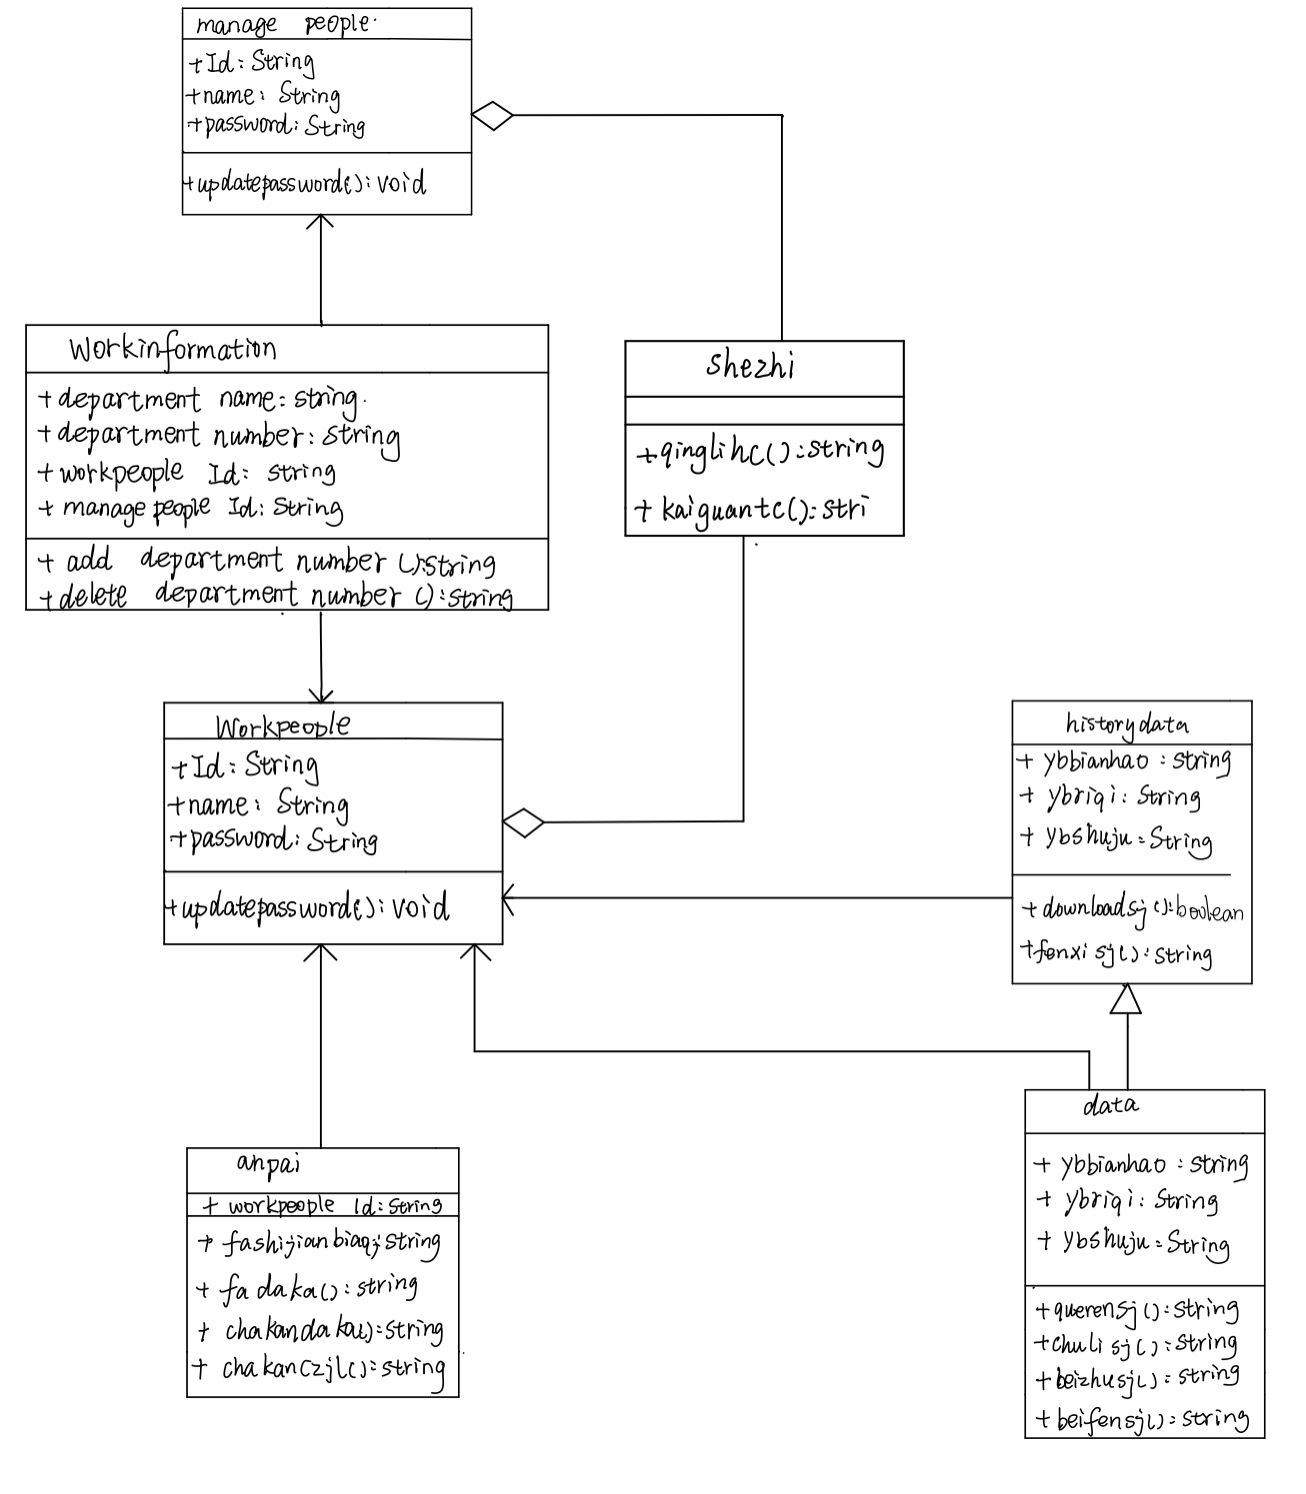 manage people
+Id: String
+name: String
+password: String
+updatepassword(): void
Workinformation
+department name: string
+department number: String
+workpeople Id: string
+manage people Id: String
+ add department number (): string
+delete department number (): string
Shezhi
+qinglihc(): string
+ kaiguantc(): stri
Workpeople
+Id: String
+name: String
+password: String
+updatepassword(): void
historydata
+ ybbianhao : string
+ ybriqi: String
+ ybshuju: String
+downloadsj(): boolean
+fenxi sj(): string
data
+ ybbianhao : string
+ ybriqi: String
+ ybshuju: String
+querensj(): string
+chuli sj(): string
+beizhusj(): string
+beifensj(): string
anpai
+ workpeople Id: string
+ string
+ fa daka(): string
+ chakandaka(): string
+ chakanczjl(): string